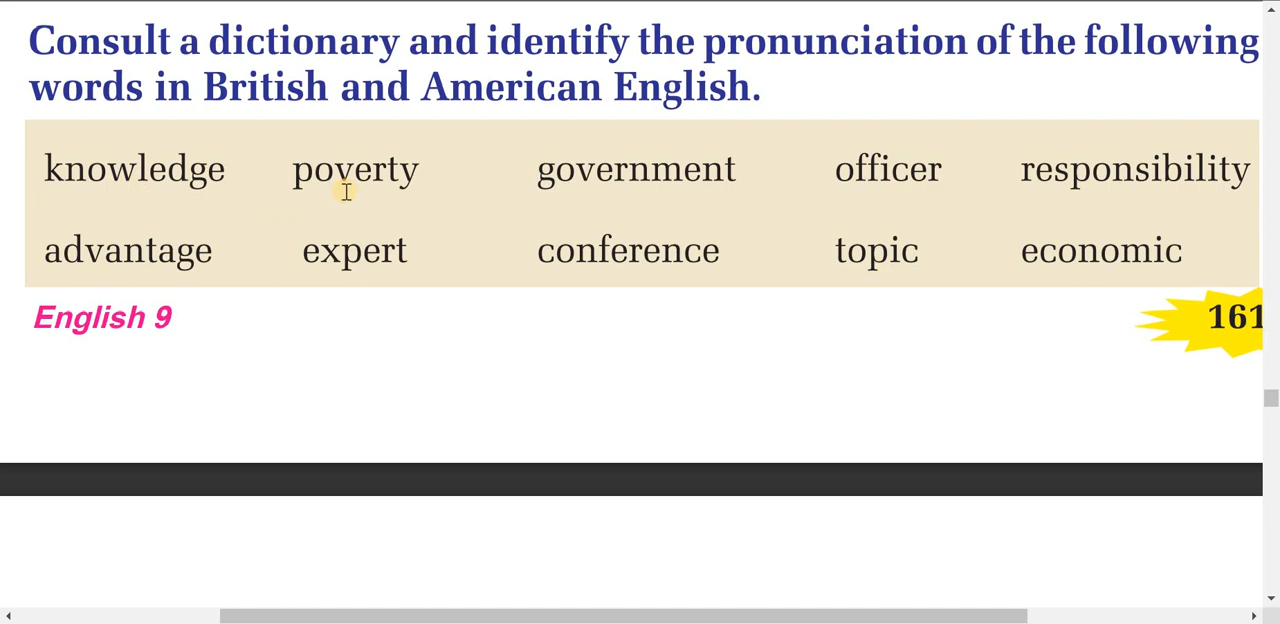 Consult a dictionary and identify the pronunciation of the following
words in British and American English.
knowledge poverty government officer responsibility
advantage expert conference topic economic
English 9 161